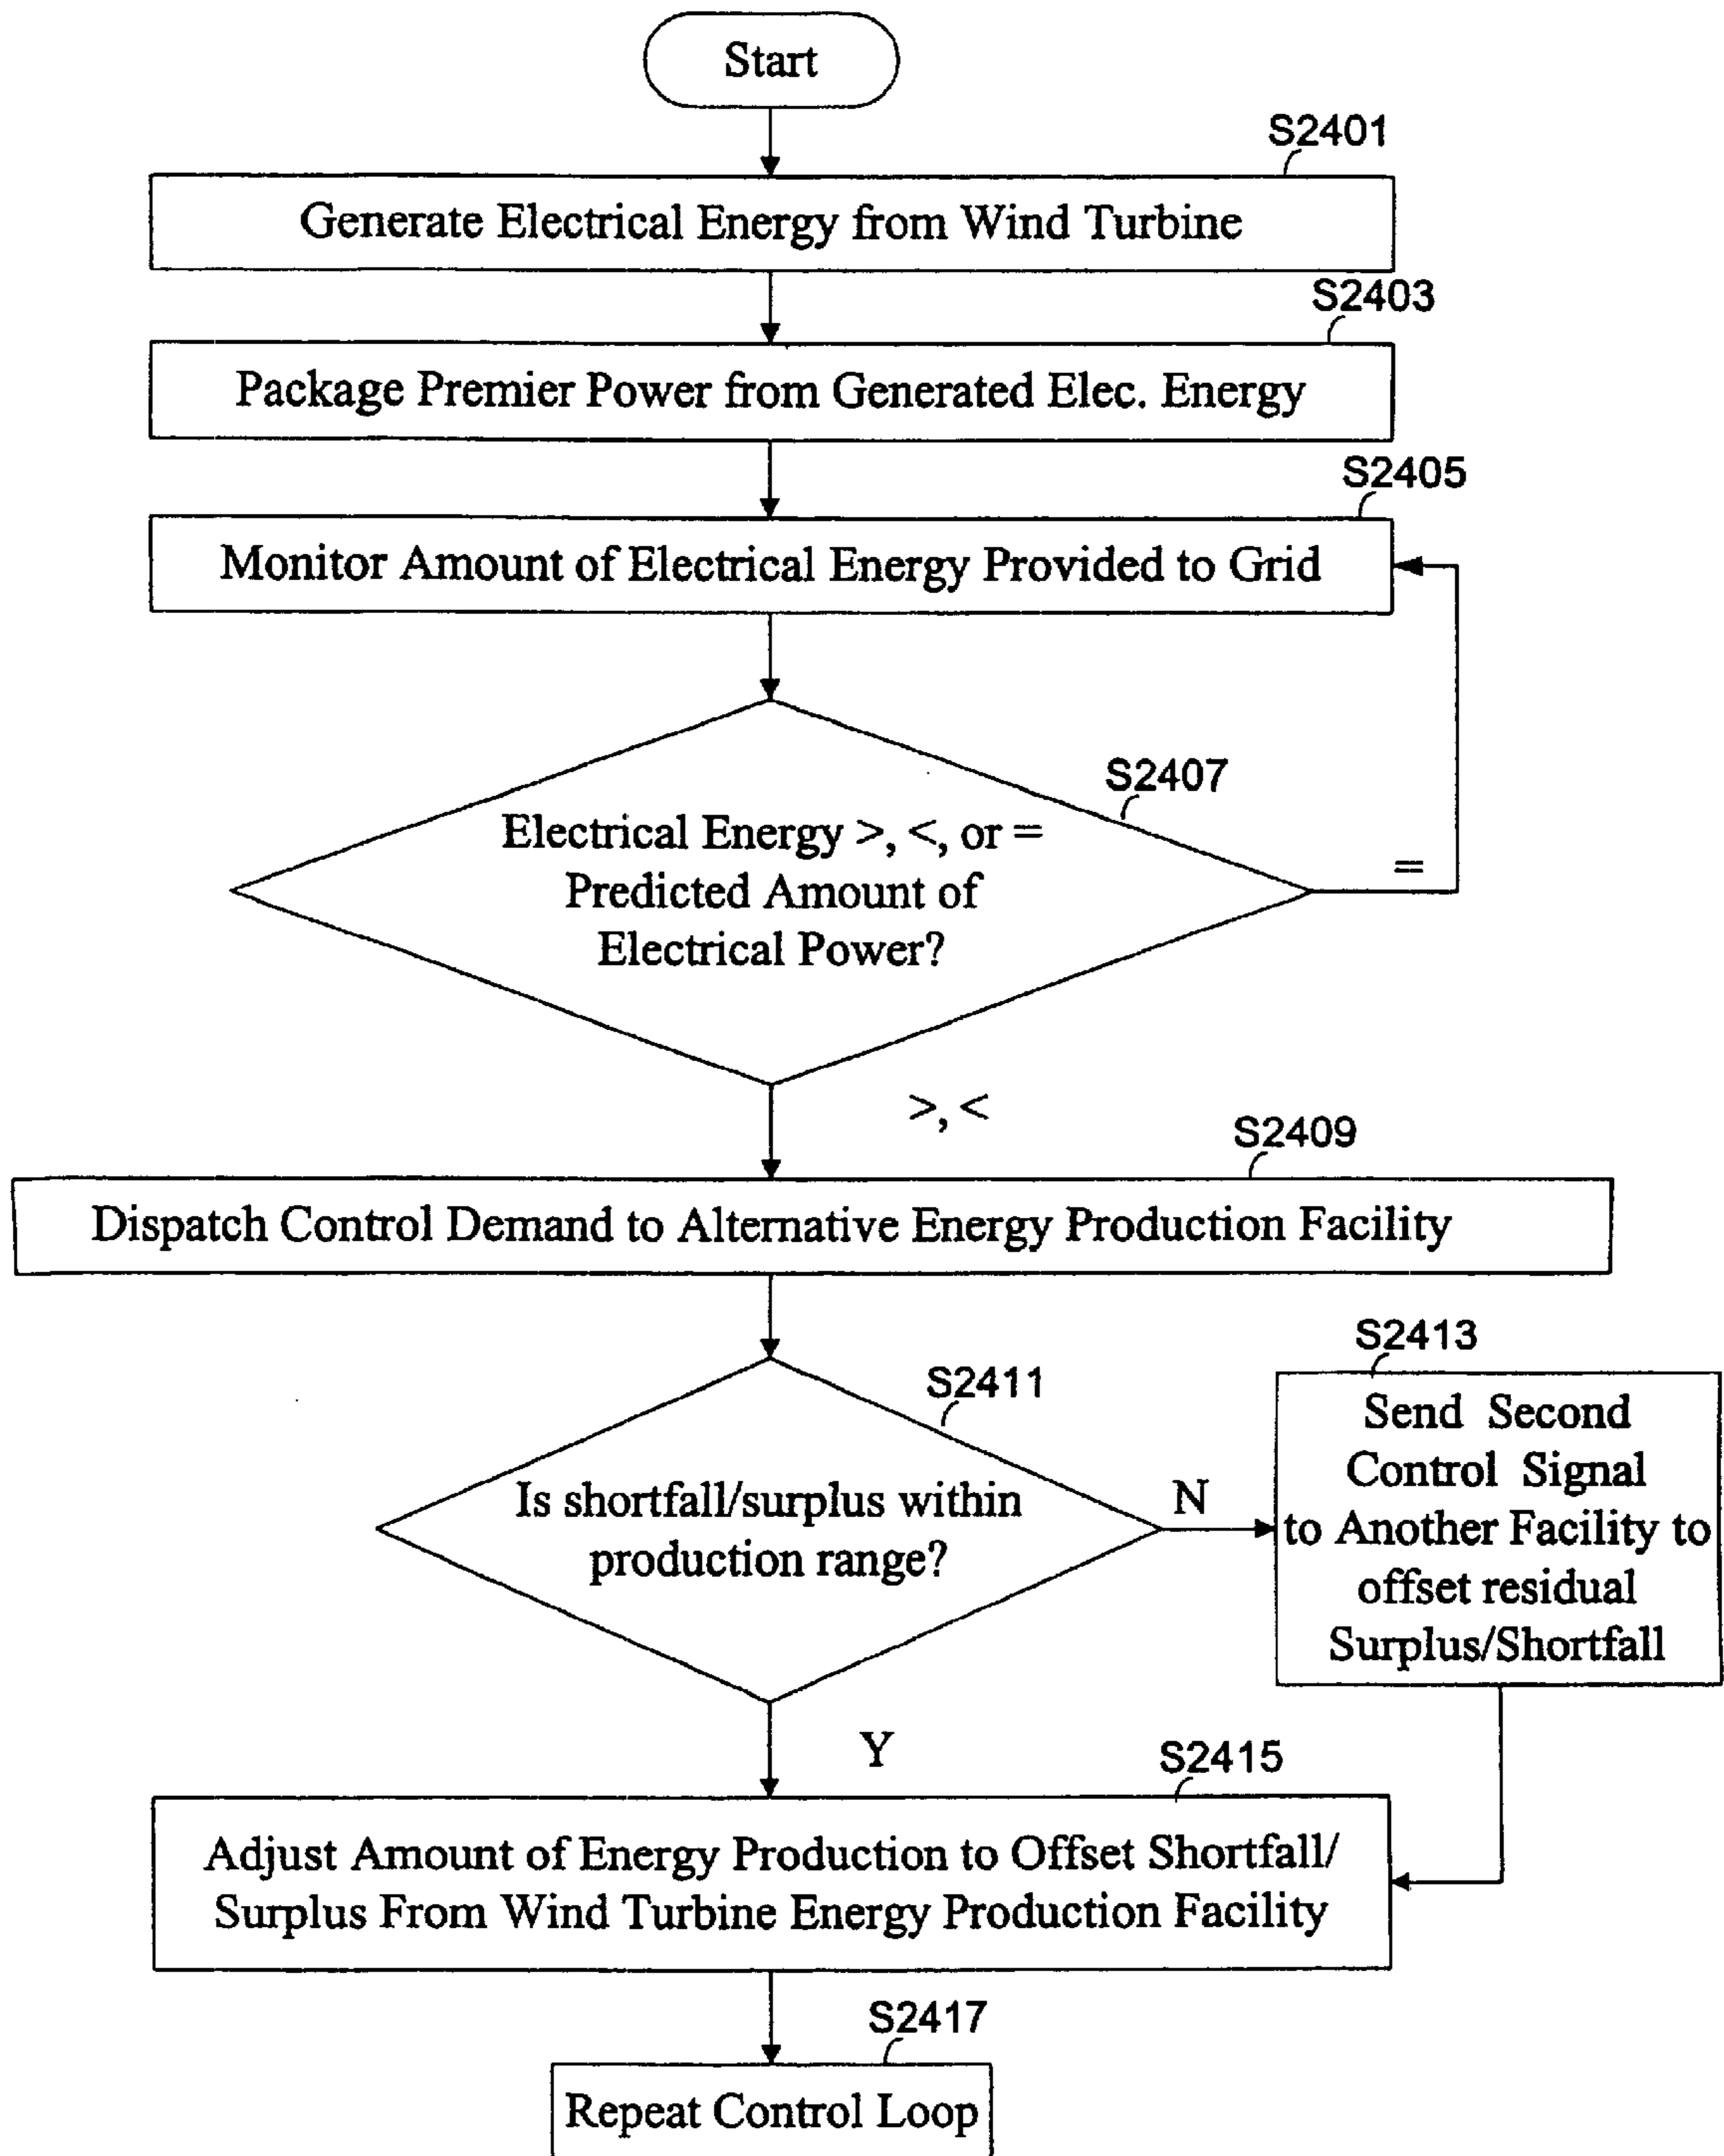 Start
S2401
Generate Electrical Energy from Wind Turbine
S2403
Package Premier Power from Generated Elec. Energy
S2405
Monitor Amount of Electrical Energy Provided to Grid
S2407
Electrical Energy >, <, or =
Predicted Amount of
Electrical Power?
=
>, <
S2409
Dispatch Control Demand to Alternative Energy Production Facility
S2411
Is shortfall/surplus within
production range?
N
S2413
Send Second
Control Signal
to Another Facility to
offset residual
Surplus/Shortfall
Y
S2415
Adjust Amount of Energy Production to Offset Shortfall/
Surplus From Wind Turbine Energy Production Facility
S2417
Repeat Control Loop